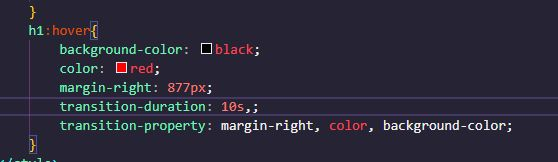 }
h1:hover{
background-color: black;
color: red;
margin-right: 877px;
transition-duration: 10s,;
transition-property: margin-right, color, background-color;
}
</style>